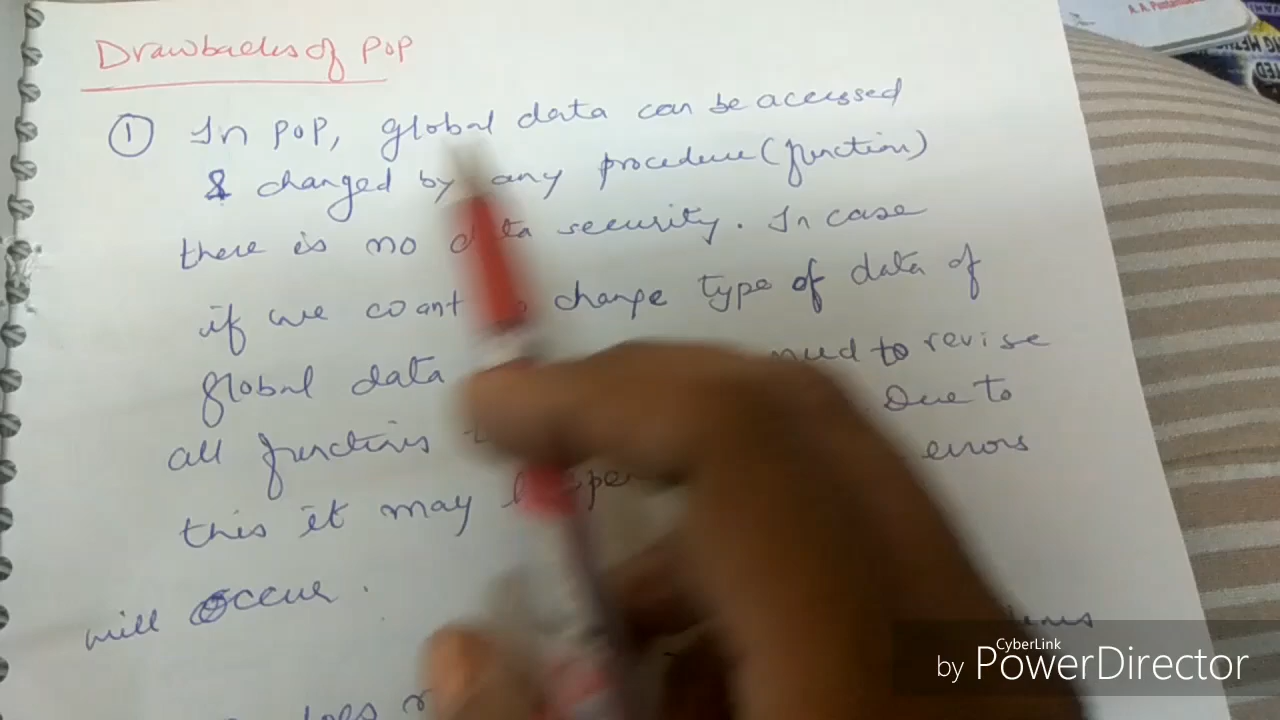 Drawbacks of POP
① In POP, global data can be acessed
& changed by any procedure (function)
there is no data security. In case
if we want change type of data of
global data need to revise
all functions Due to
this it may errors
will occur.
does
CyberLink
by PowerDirector